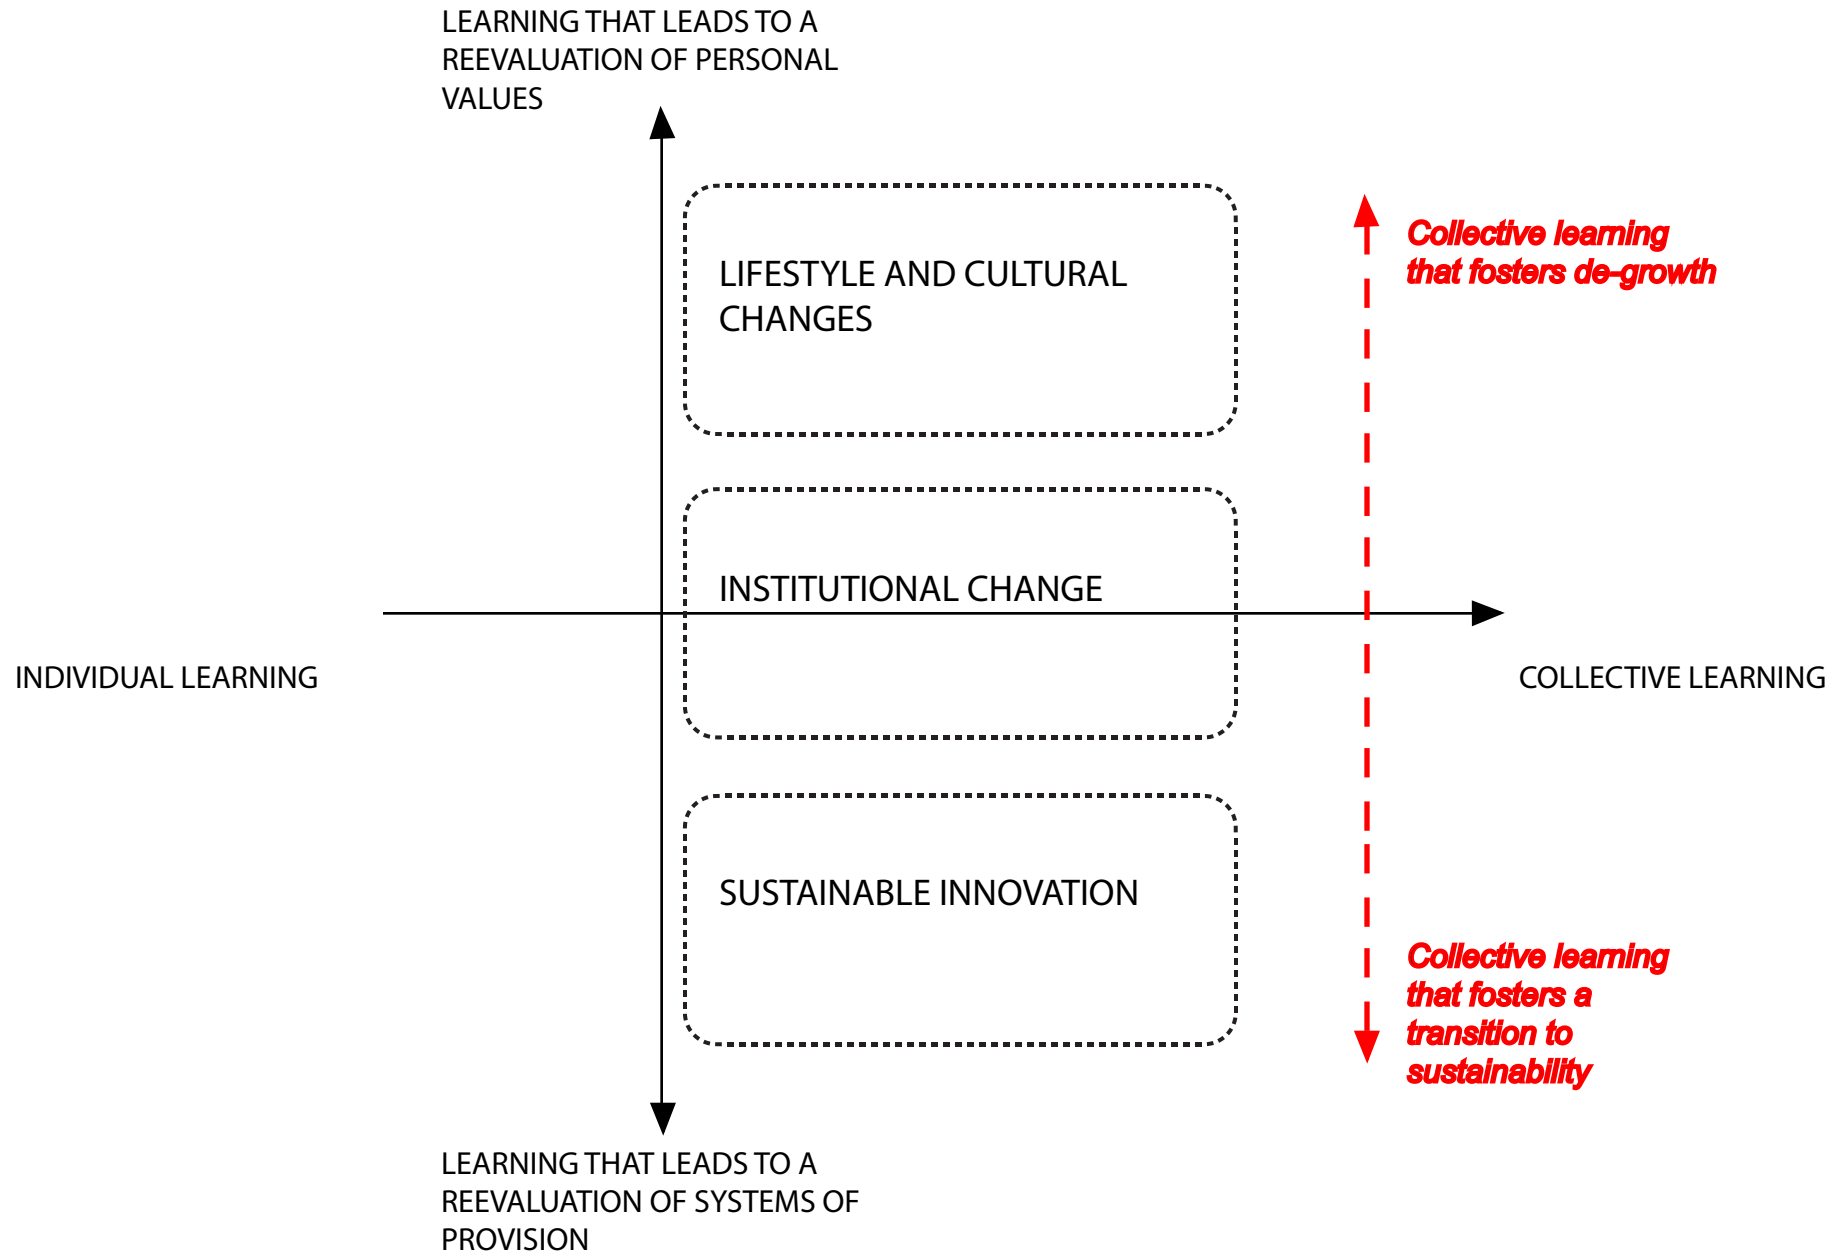 LEARNING THAT LEADS TO A
REEVALUATION OF PERSONAL
VALUES
LIFESTYLE AND CULTURAL
CHANGES
Collective learning
that fosters de-growth
INSTITUTIONAL CHANGE
INDIVIDUAL LEARNING
COLLECTIVE LEARNING
SUSTAINABLE INNOVATION
Collective learning
that fosters a
transition to
sustainability
LEARNING THAT LEADS TO A
REEVALUATION OF SYSTEMS OF
PROVISION